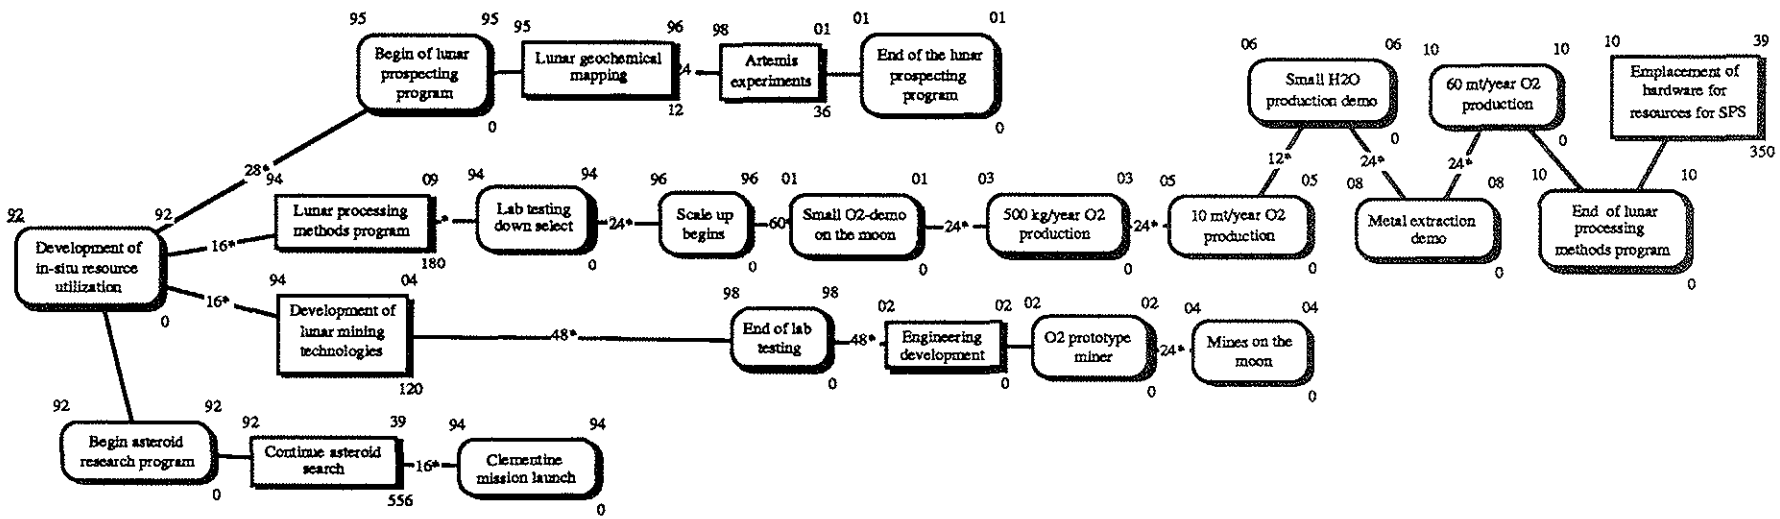 95
95
Begin of lunar
prospecting
program
0
95
96
Lunar geochemical
mapping
12
24
98
01
Artemis
experiments
36
01
01
End of the lunar
prospecting
program
0
28*
92
92
Development of
in-situ resource
utilization
0
16*
94
09
Lunar processing
methods program
180
*
94
94
Lab testing
down select
0
24*
96
96
Scale up
begins
0
60
01
01
Small O2-demo
on the moon
0
24*
03
03
500 kg/year O2
production
0
24*
05
05
10 mt/year O2
production
0
12*
06
06
Small H2O
production demo
0
24*
08
08
Metal extraction
demo
0
24*
10
10
60 mt/year O2
production
0
10
10
End of lunar
processing
methods program
0
10
39
Emplacement of
hardware for
resources for SPS
350
16*
94
04
Development of
lunar mining
technologies
120
48*
98
98
End of lab
testing
0
48*
02
02
Engineering
development
0
02
02
O2 prototype
miner
0
24*
04
04
Mines on the
moon
0
92
92
Begin asteroid
research program
0
92
39
Continue asteroid
search
556
16*
94
94
Clementine
mission launch
0